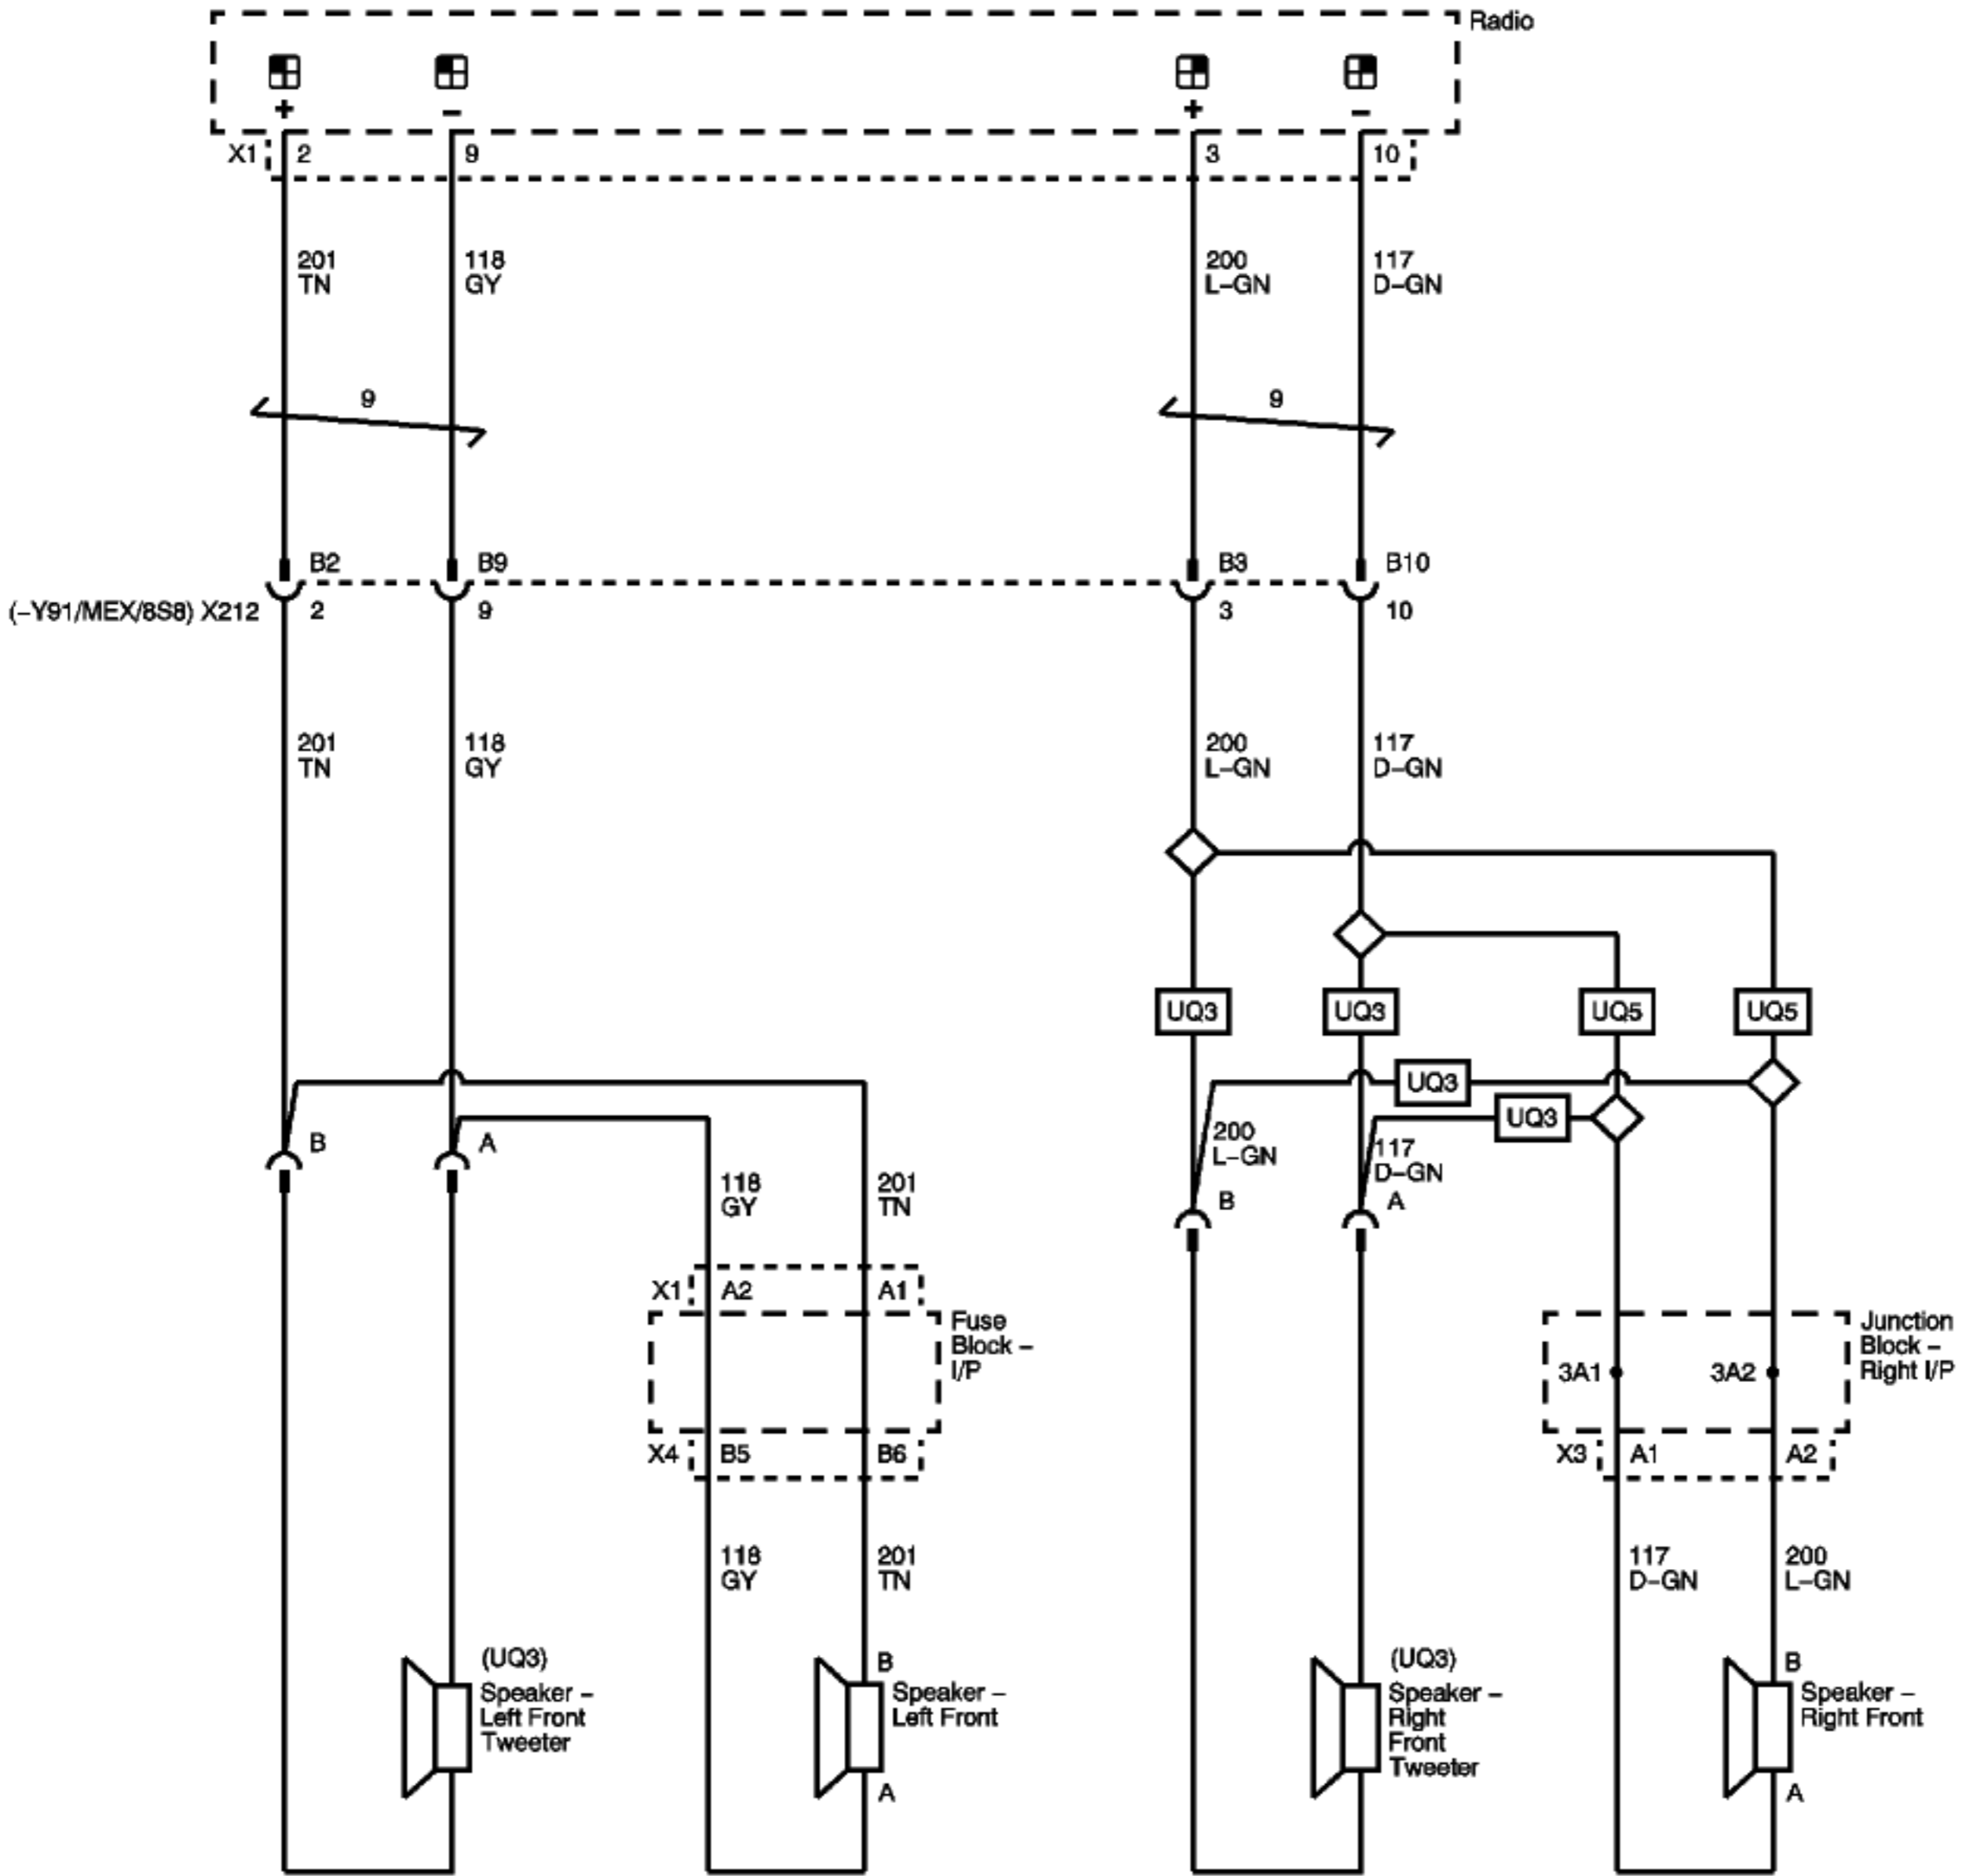 Radio
+ − + −
X1 2 9 3 10
201 118 200 117
TN GY L-GN D-GN
9 9
B2 B9 B3 B10
(-Y91/MEX/8S8) X212 2 9 3 10
201 118 200 117
TN GY L-GN D-GN
UQ3 UQ3 UQ5 UQ5
UQ3
UQ3
200
L-GN
117
D-GN
B A
B A
118 201
GY TN
X1 A2 A1
Fuse
Block -
I/P
Junction
Block -
Right I/P
3A1 3A2
X4 B5 B6
X3 A1 A2
118 201
GY TN
117 200
D-GN L-GN
(UQ3)
Speaker -
Left Front
Tweeter
B
Speaker -
Left Front
A
(UQ3)
Speaker -
Right
Front
Tweeter
B
Speaker -
Right Front
A